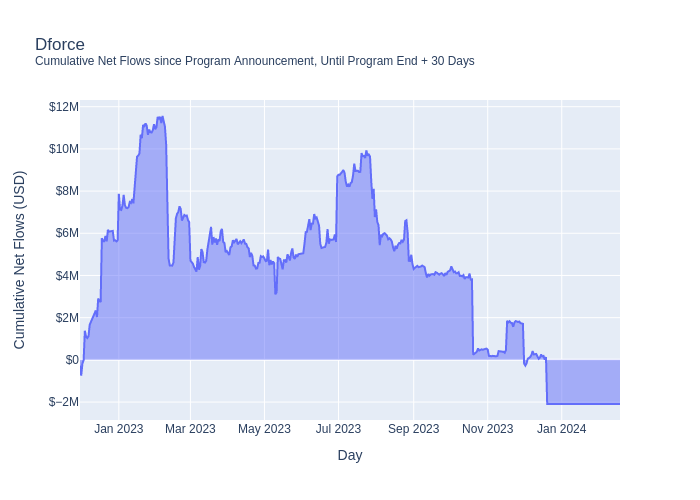 Dforce
Cumulative Net Flows since Program Announcement, Until Program End + 30 Days
$12M
$10M
$8M
$6M
$4M
$2M
$0
$−2M
Cumulative Net Flows (USD)
Jan 2023 Mar 2023 May 2023 Jul 2023 Sep 2023 Nov 2023 Jan 2024
Day